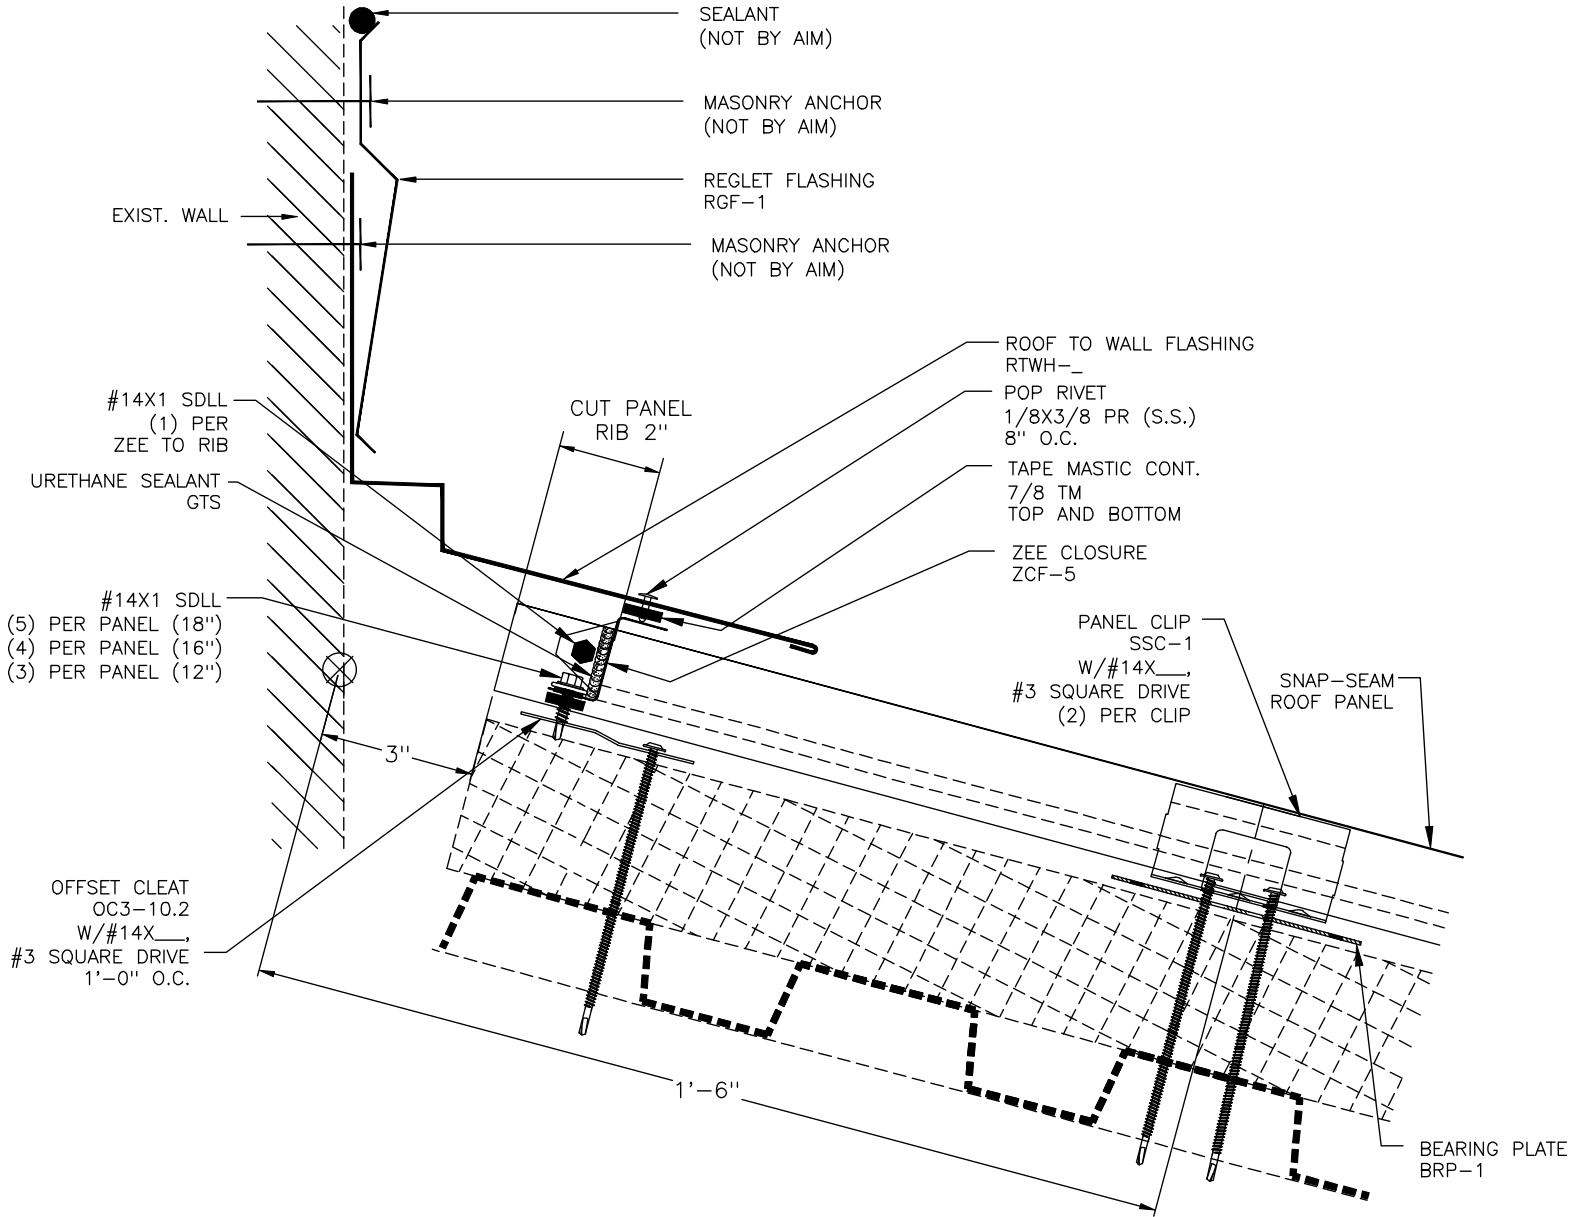 SEALANT
(NOT BY AIM)
MASONRY ANCHOR
(NOT BY AIM)
REGLET FLASHING
RGF-1
EXIST. WALL
MASONRY ANCHOR
(NOT BY AIM)
ROOF TO WALL FLASHING
RTWH-_
POP RIVET
1/8X3/8 PR (S.S.)
8" O.C.
#14X1 SDLL
(1) PER
ZEE TO RIB
CUT PANEL
RIB 2"
TAPE MASTIC CONT.
7/8 TM
TOP AND BOTTOM
URETHANE SEALANT
GTS
ZEE CLOSURE
ZCF-5
#14X1 SDLL
(5) PER PANEL (18")
(4) PER PANEL (16")
(3) PER PANEL (12")
PANEL CLIP
SSC-1
W/#14X__,
#3 SQUARE DRIVE
(2) PER CLIP
SNAP-SEAM
ROOF PANEL
3"
OFFSET CLEAT
OC3-10.2
W/#14X__,
#3 SQUARE DRIVE
1'-0" O.C.
1'-6"
BEARING PLATE
BRP-1